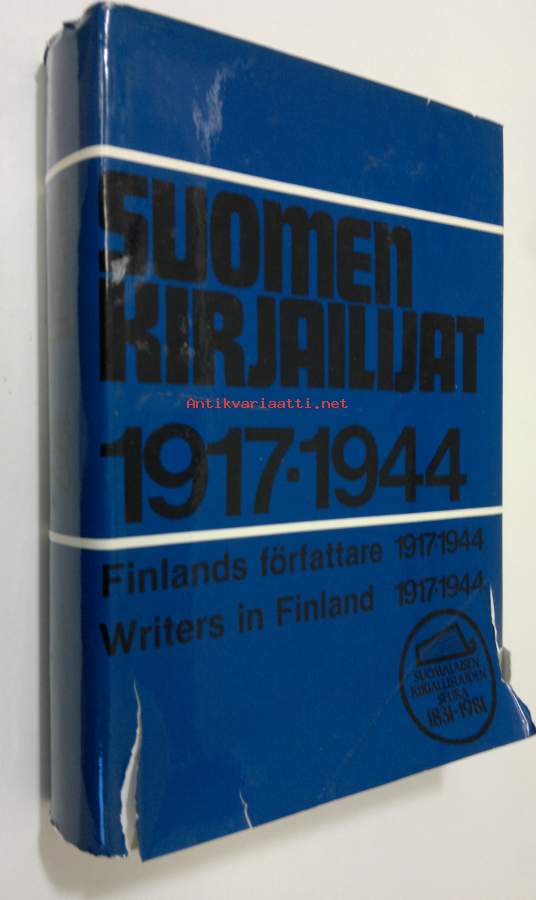 SUOMEN
KIRJAILIJAT
Antikvariaatti.net
1917·1944
Finlands författare 1917·1944
Writers in Finland 1917·1944
SUOMALAISEN
KIRJALLISUUDEN
SEURA
1831-1981